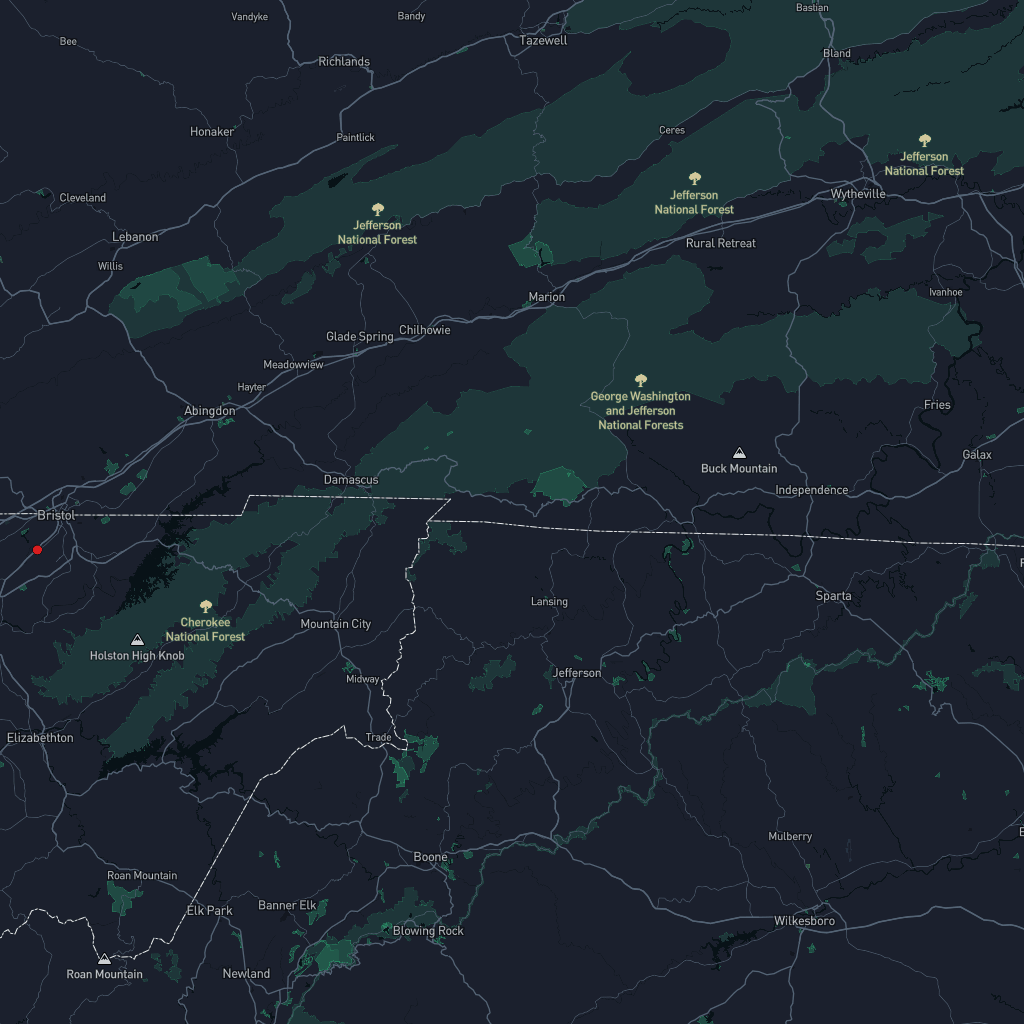 Vandyke
Bandy
Bastian
Bee
Tazewell
Bland
Richlands
Honaker
Paintlick
Ceres
Jefferson
National Forest
Cleveland
Jefferson
National Forest
Wytheville
Jefferson
National Forest
Lebanon
Rural Retreat
Willis
Marion
Ivanhoe
Glade Spring
Chilhowie
Meadowview
Hayter
George Washington
and Jefferson
National Forests
Abingdon
Fries
Galax
Buck Mountain
Damascus
Independence
Bristol
Lansing
Sparta
Cherokee
National Forest
Mountain City
Holston High Knob
Jefferson
Midway
Elizabethton
Trade
Mulberry
Boone
Roan Mountain
Banner Elk
Elk Park
Wilkesboro
Blowing Rock
Roan Mountain
Newland